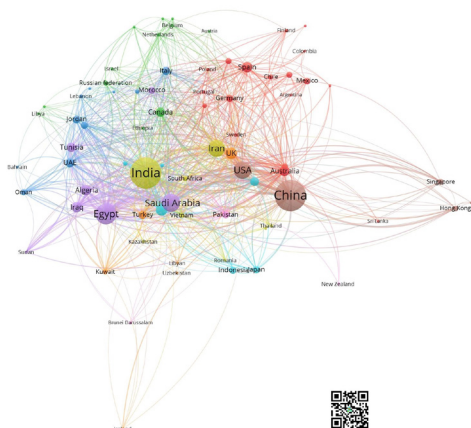 Belgium
Netherlands
Austria
Finland
Colombia
Israel
Italy
Poland
Spain
Russian federation
Chile
Mexico
Lebanon
Morocco
Portugal
Germany
Libya
Canada
Jordan
Ethiopia
Sweden
Tunisia
Iran
UK
UAE
Bahrain
India
South Africa
USA
Australia
Singapore
Oman
Algeria
China
Iraq
Egypt
Saudi Arabia
Hong Kong
Turkey
Vietnam
Pakistan
Sri Lanka
Thailand
Kazakhstan
Sudan
Romania
Kuwait
Libyan
Uzbekistan
Indonesia
Japan
New Zealand
Brunei Darussalam